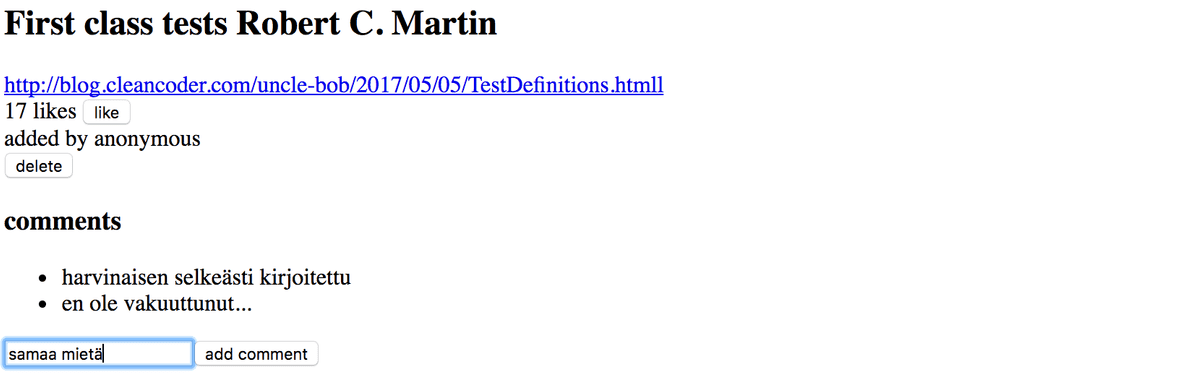 First class tests Robert C. Martin
http://blog.cleancoder.com/uncle-bob/2017/05/05/TestDefinitions.htmll
17 likes like
added by anonymous
delete
comments
• harvinaisen selkeästi kirjoitettu
• en ole vakuuttunut...
samaa mietä add comment